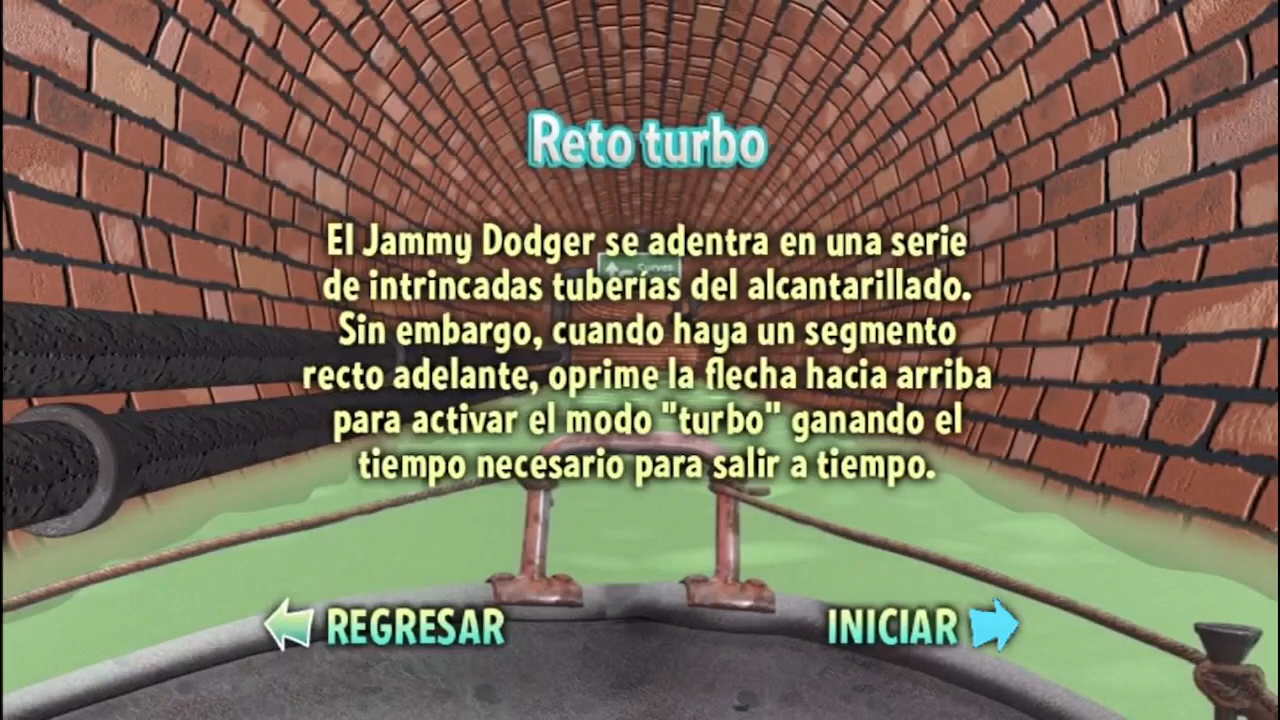 Reto turbo
El Jammy Dodger se adentra en una serie
de intrincadas tuberías del alcantarillado.
Sin embargo, cuando haya un segmento
recto adelante, oprime la flecha hacia arriba
para activar el modo "turbo" ganando el
tiempo necesario para salir a tiempo.
REGRESAR
INICIAR